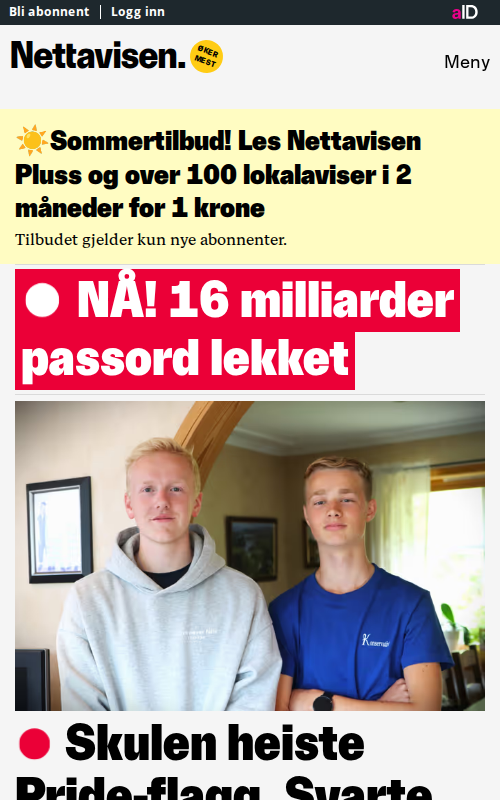 Bli abonnent | Logg inn
aID
Nettavisen.
ØKER
MEST
Meny
Sommertilbud! Les Nettavisen
Pluss og over 100 lokalaviser i 2
måneder for 1 krone
Tilbudet gjelder kun nye abonnenter.
NÅ! 16 milliarder
passord lekket
Skulen heiste
Pride-flagg. Svarte